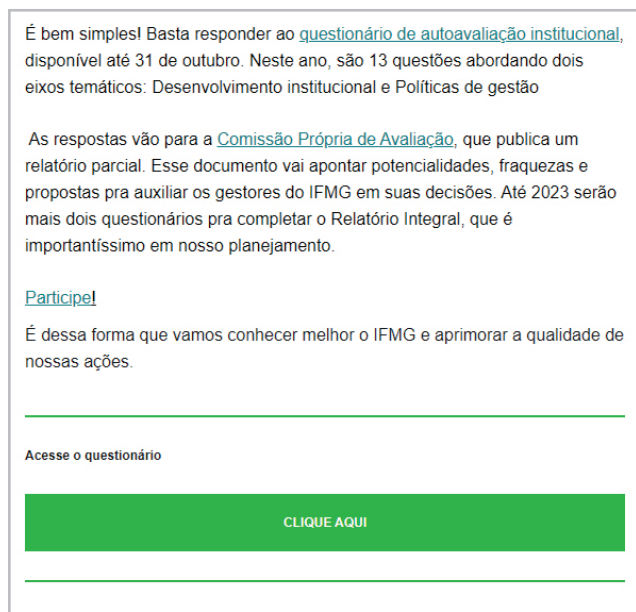 É bem simples! Basta responder ao questionário de autoavaliação institucional,
disponível até 31 de outubro. Neste ano, são 13 questões abordando dois
eixos temáticos: Desenvolvimento institucional e Políticas de gestão
As respostas vão para a Comissão Própria de Avaliação, que publica um
relatório parcial. Esse documento vai apontar potencialidades, fraquezas e
propostas pra auxiliar os gestores do IFMG em suas decisões. Até 2023 serão
mais dois questionários pra completar o Relatório Integral, que é
importantíssimo em nosso planejamento.
Participe!
É dessa forma que vamos conhecer melhor o IFMG e aprimorar a qualidade de
nossas ações.
Acesse o questionário
CLIQUE AQUI